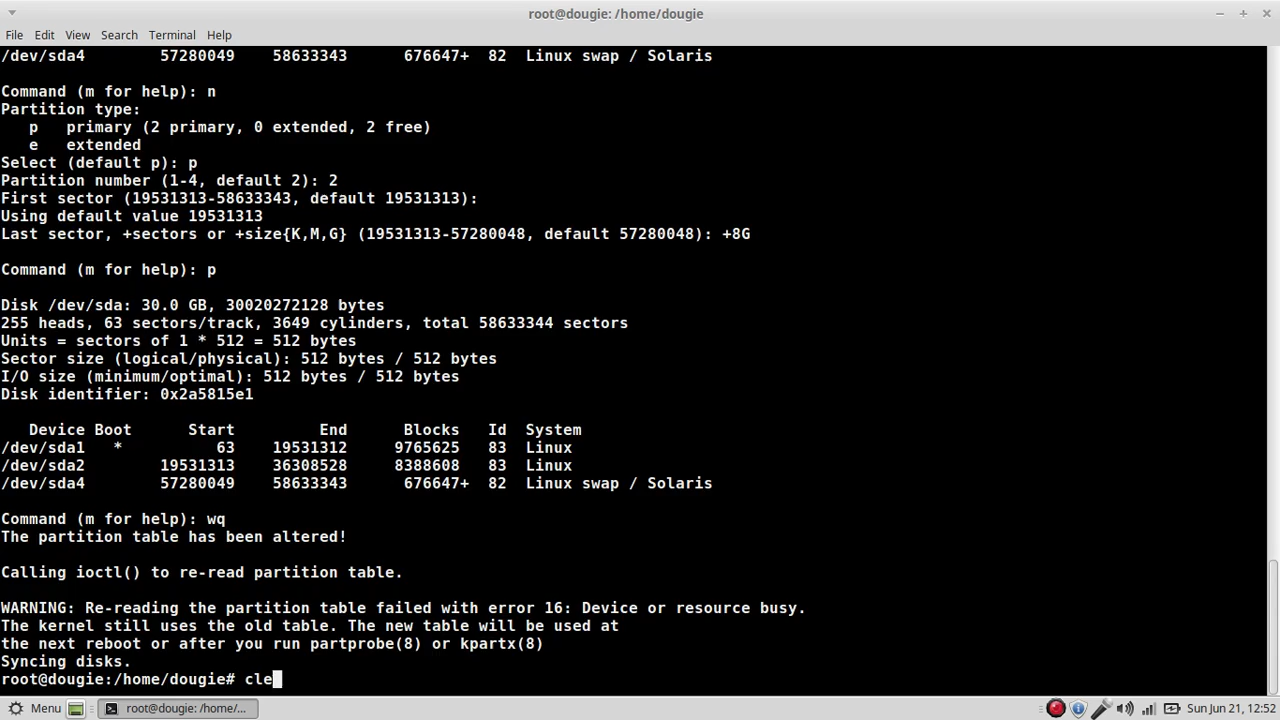 root@dougie: /home/dougie
File Edit View Search Terminal Help
/dev/sda4        57280049    58633343      676647+  82  Linux swap / Solaris
Command (m for help): n
Partition type:
   p   primary (2 primary, 0 extended, 2 free)
   e   extended
Select (default p): p
Partition number (1-4, default 2): 2
First sector (19531313-58633343, default 19531313):
Using default value 19531313
Last sector, +sectors or +size{K,M,G} (19531313-57280048, default 57280048): +8G
Command (m for help): p
Disk /dev/sda: 30.0 GB, 30020272128 bytes
255 heads, 63 sectors/track, 3649 cylinders, total 58633344 sectors
Units = sectors of 1 * 512 = 512 bytes
Sector size (logical/physical): 512 bytes / 512 bytes
I/O size (minimum/optimal): 512 bytes / 512 bytes
Disk identifier: 0x2a5815e1
   Device Boot      Start         End      Blocks   Id  System
/dev/sda1   *          63    19531312     9765625   83  Linux
/dev/sda2        19531313    36308528     8388608   83  Linux
/dev/sda4        57280049    58633343      676647+  82  Linux swap / Solaris
Command (m for help): wq
The partition table has been altered!
Calling ioctl() to re-read partition table.
WARNING: Re-reading the partition table failed with error 16: Device or resource busy.
The kernel still uses the old table. The new table will be used at
the next reboot or after you run partprobe(8) or kpartx(8)
Syncing disks.
root@dougie:/home/dougie# cle
Menu root@dougie: /home/... Sun Jun 21, 12:52